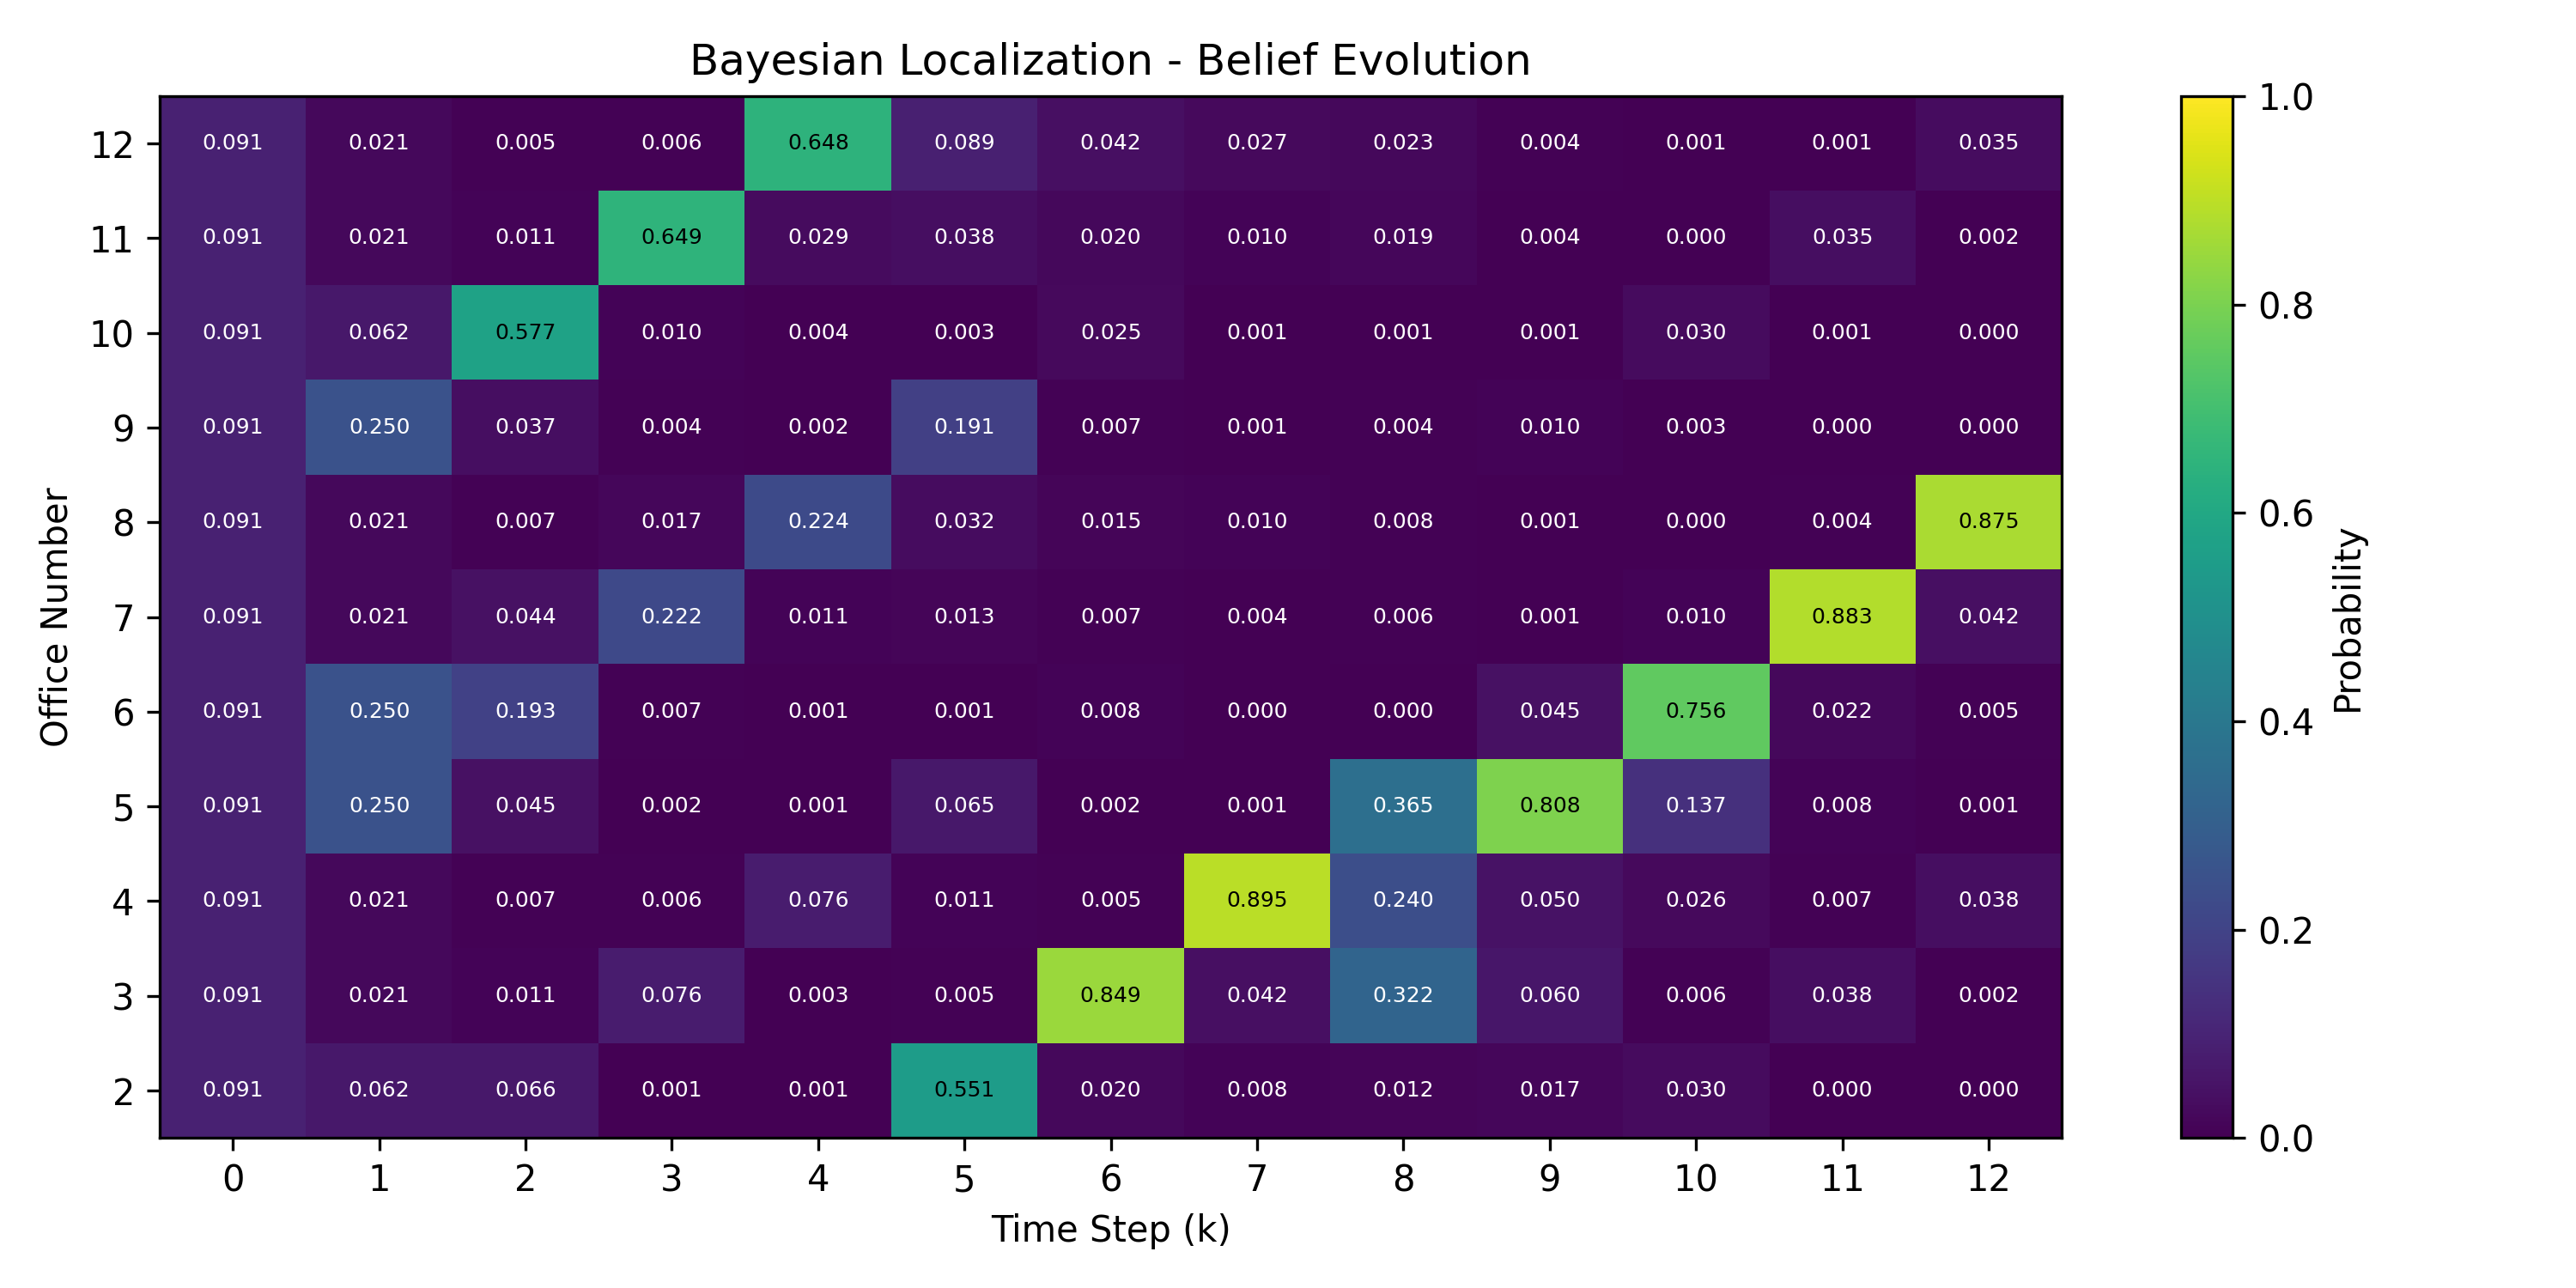 Bayesian Localization - Belief Evolution
12 0.091 0.021 0.005 0.006 0.648 0.089 0.042 0.027 0.023 0.004 0.001 0.001 0.035
11 0.091 0.021 0.011 0.649 0.029 0.038 0.020 0.010 0.019 0.004 0.000 0.035 0.002
10 0.091 0.062 0.577 0.010 0.004 0.003 0.025 0.001 0.001 0.001 0.030 0.001 0.000
9 0.091 0.250 0.037 0.004 0.002 0.191 0.007 0.001 0.004 0.010 0.003 0.000 0.000
8 0.091 0.021 0.007 0.017 0.224 0.032 0.015 0.010 0.008 0.001 0.000 0.004 0.875
7 0.091 0.021 0.044 0.222 0.011 0.013 0.007 0.004 0.006 0.001 0.010 0.883 0.042
6 0.091 0.250 0.193 0.007 0.001 0.001 0.008 0.000 0.000 0.045 0.756 0.022 0.005
5 0.091 0.250 0.045 0.002 0.001 0.065 0.002 0.001 0.365 0.808 0.137 0.008 0.001
4 0.091 0.021 0.007 0.006 0.076 0.011 0.005 0.895 0.240 0.050 0.026 0.007 0.038
3 0.091 0.021 0.011 0.076 0.003 0.005 0.849 0.042 0.322 0.060 0.006 0.038 0.002
2 0.091 0.062 0.066 0.001 0.001 0.551 0.020 0.008 0.012 0.017 0.030 0.000 0.000
0 1 2 3 4 5 6 7 8 9 10 11 12
Time Step (k)
Office Number
1.0
0.8
0.6
0.4
0.2
0.0
Probability